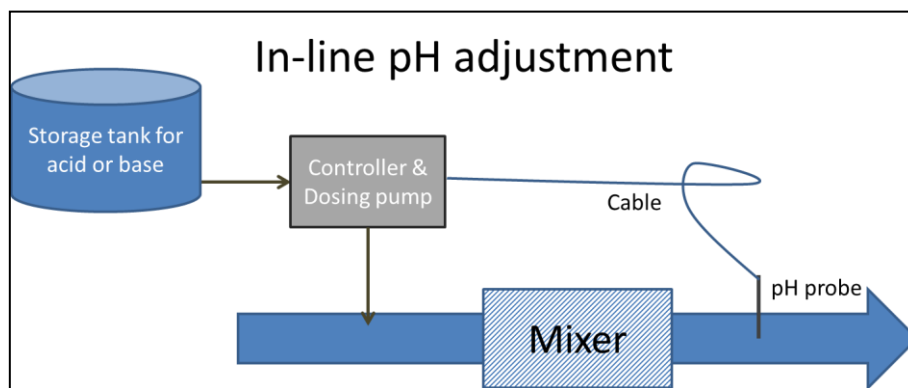 In-line pH adjustment
Storage tank for
acid or base
Controller &
Dosing pump
Cable
pH probe
Mixer